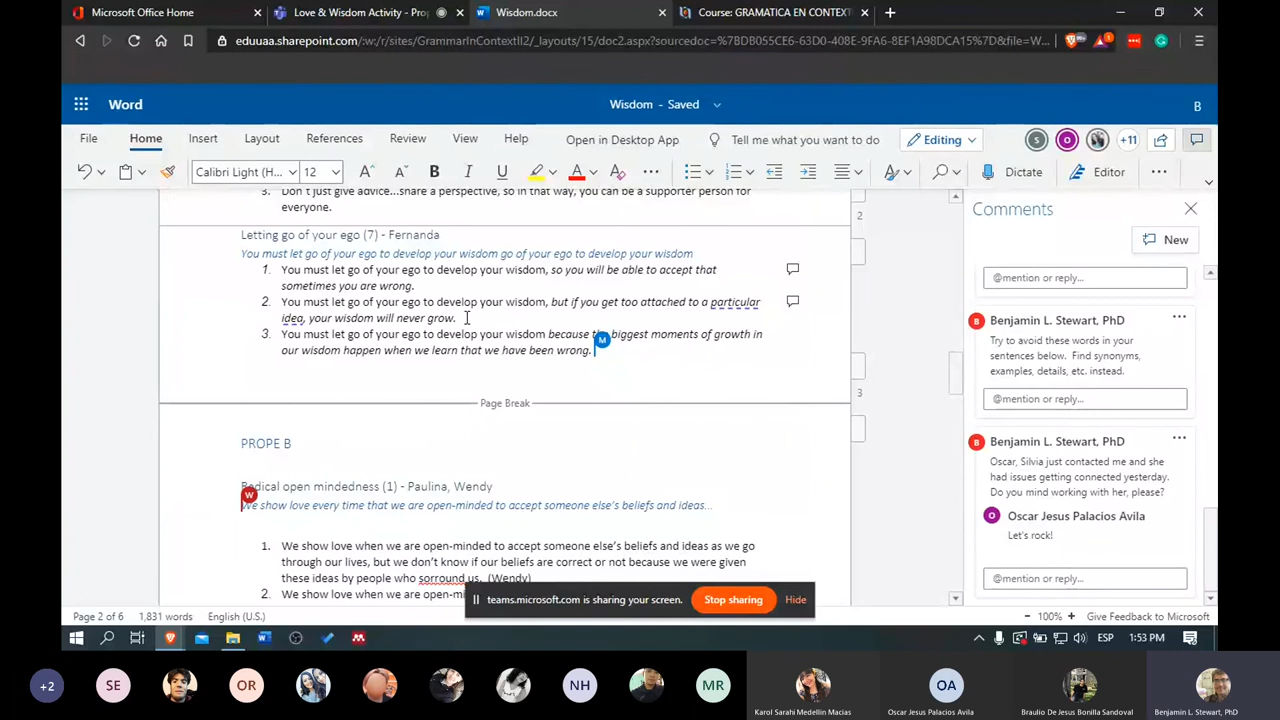 Microsoft Office Home
Love & Wisdom Activity - Pro
Wisdom.docx
Course: GRAMATICA EN CONTEXT
eduuaa.sharepoint.com/:w:/r/sites/GrammarInContextII2/_layouts/15/doc2.aspx?sourcedoc=%7BDB055CE6-63D0-408E-9FA6-8EF1A98DCA15%7D&file=W...
99+
1
Word
Wisdom - Saved
B
File
Home
Insert
Layout
References
Review
View
Help
Open in Desktop App
Tell me what you want to do
Editing
S
O
+11
Calibri Light (H...
12
B
I
U
Dictate
Editor
3. Don't just give advice...share a perspective, so in that way, you can be a supporter person for
everyone.
2
Letting go of your ego (7) - Fernanda
You must let go of your ego to develop your wisdom go of your ego to develop your wisdom
1. You must let go of your ego to develop your wisdom, so you will be able to accept that
sometimes you are wrong.
2. You must let go of your ego to develop your wisdom, but if you get too attached to a particular
idea, your wisdom will never grow.
3. You must let go of your ego to develop your wisdom because the biggest moments of growth in
our wisdom happen when we learn that we have been wrong.
M
Page Break
3
PROPE B
Radical open mindedness (1) - Paulina, Wendy
W
We show love every time that we are open-minded to accept someone else's beliefs and ideas...
1. We show love when we are open-minded to accept someone else's beliefs and ideas as we go
through our lives, but we don't know if our beliefs are correct or not because we were given
these ideas by people who sorround us. (Wendy)
2. We show love when we are open-mi
Comments
New
@mention or reply...
B
Benjamin L. Stewart, PhD
Try to avoid these words in your
sentences below. Find synonyms,
examples, details, etc. instead.
@mention or reply...
B
Benjamin L. Stewart, PhD
Oscar, Silvia just contacted me and she
had issues getting connected yesterday.
Do you mind working with her, please?
O
Oscar Jesus Palacios Avila
Let's rock!
@mention or reply...
teams.microsoft.com is sharing your screen.
Stop sharing
Hide
Page 2 of 6
1,831 words
English (U.S.)
100%
Give Feedback to Microsoft
ESP
1:53 PM
+2
SE
OR
NH
MR
Karol Sarahi Medellin Macias
OA
Oscar Jesus Palacios Avila
Braulio De Jesus Bonilla Sandoval
Benjamin L. Stewart, PhD